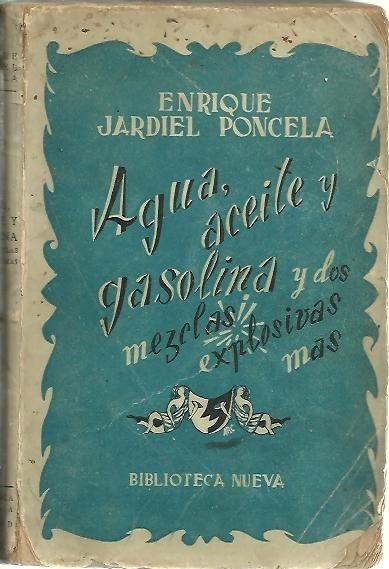 ENRIQUE
JARDIEL PONCELA
Agua,
aceite y
gasolina y dos
mezclas explosivas
mas
BIBLIOTECA NUEVA